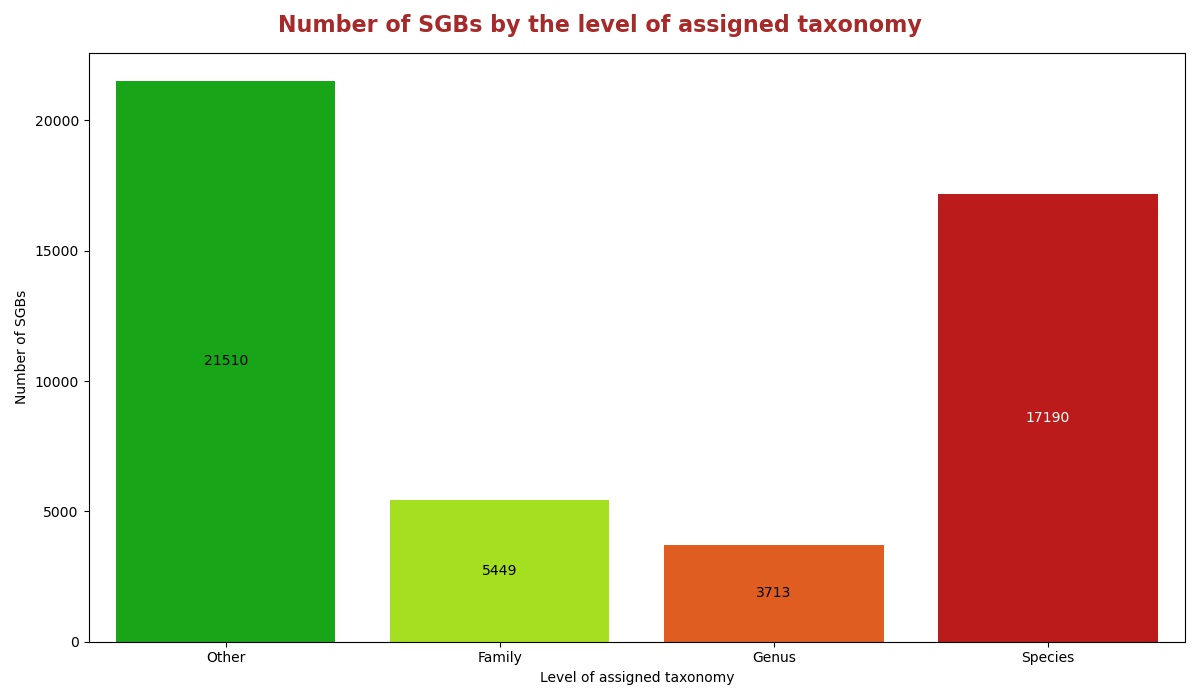 Number of SGBs by the level of assigned taxonomy
20000
15000
10000
5000
0
Number of SGBs
21510
5449
3713
17190
Other
Family
Genus
Species
Level of assigned taxonomy